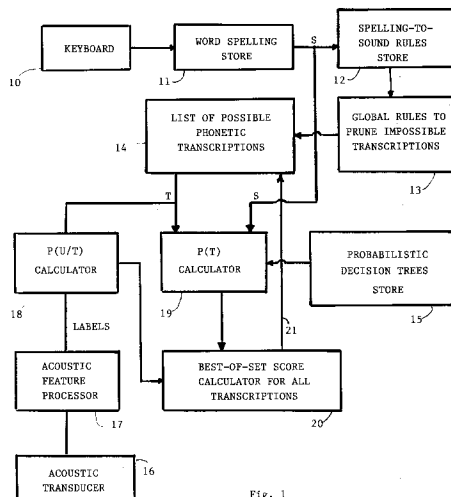 KEYBOARD
10
WORD SPELLING
STORE
11
S
SPELLING-TO-
SOUND RULES
STORE
12
LIST OF POSSIBLE
PHONETIC
TRANSCRIPTIONS
14
GLOBAL RULES TO
PRUNE IMPOSSIBLE
TRANSCRIPTIONS
13
T
S
P(U/T)
CALCULATOR
18
P(T)
CALCULATOR
19
PROBABILISTIC
DECISION TREES
STORE
15
LABELS
21
ACOUSTIC
FEATURE
PROCESSOR
17
BEST-OF-SET SCORE
CALCULATOR FOR ALL
TRANSCRIPTIONS
20
ACOUSTIC
TRANSDUCER
16
Fig. 1